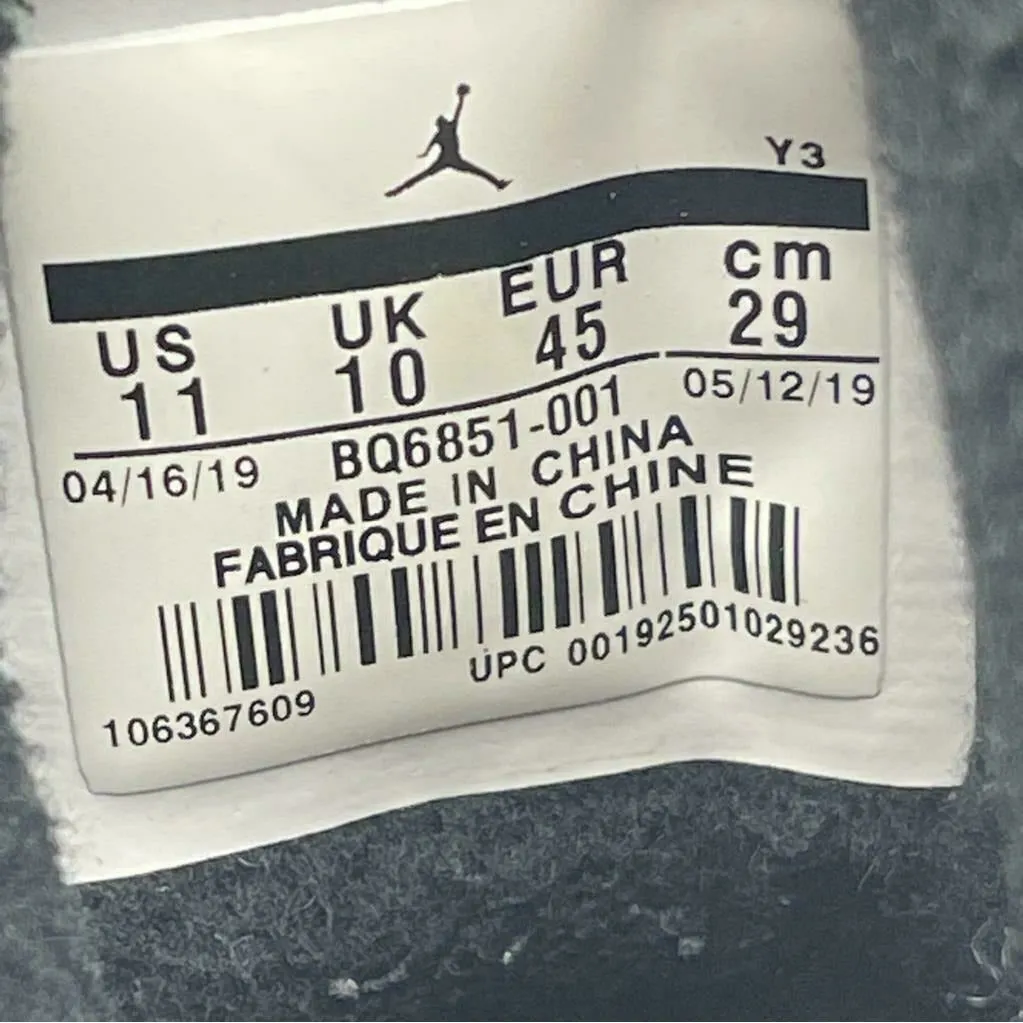 Y3
US UK EUR cm
11 10 45 29
04/16/19 BQ6851-001 05/12/19
MADE IN CHINA
FABRIQUE EN CHINE
106367609 UPC 00192501029236